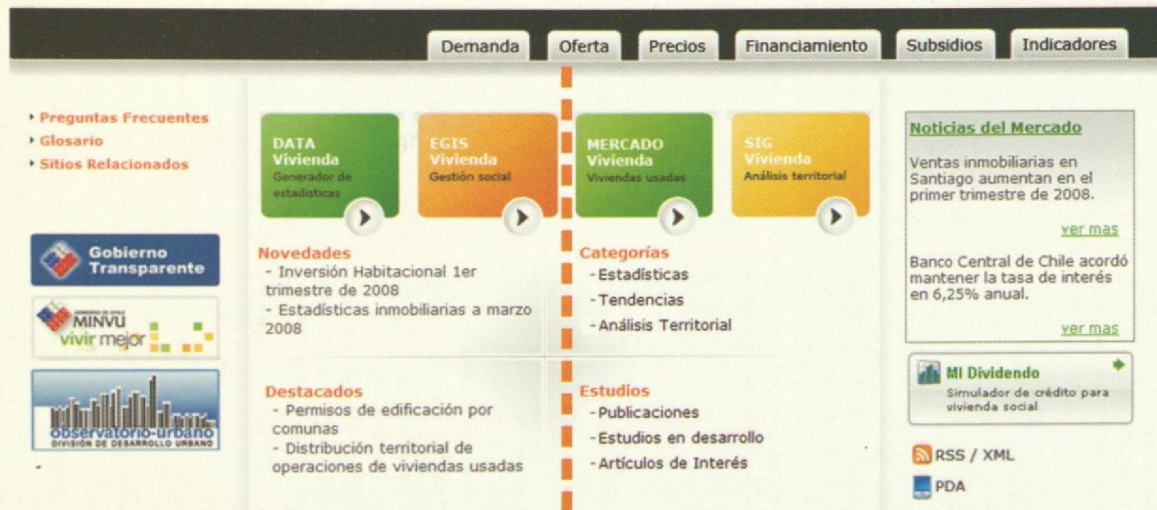 Demanda
Oferta
Precios
Financiamiento
Subsidios
Indicadores
Preguntas Frecuentes
Glosario
Sitios Relacionados
Gobierno
Transparente
GOBIERNO DE CHILE
MINVU
vivir mejor
observatorio-urbano
DIVISIÓN DE DESARROLLO URBANO
DATA
Vivienda
Generador de
estadisticas
EGIS
Vivienda
Gestión social
MERCADO
Vivienda
Viviendas usadas
SIG
Vivienda
Análisis territorial
Novedades
- Inversión Habitacional 1er
trimestre de 2008
- Estadísticas inmobiliarias a marzo
2008
Categorías
- Estadísticas
- Tendencias
- Análisis Territorial
Destacados
- Permisos de edificación por
comunas
- Distribución territorial de
operaciones de viviendas usadas
Estudios
- Publicaciones
- Estudios en desarrollo
- Artículos de Interés
Noticias del Mercado
Ventas inmobiliarias en
Santiago aumentan en el
primer trimestre de 2008.
ver mas
Banco Central de Chile acordó
mantener la tasa de interés
en 6,25% anual.
ver mas
MI Dividendo
Simulador de crédito para
vivienda social
RSS / XML
PDA